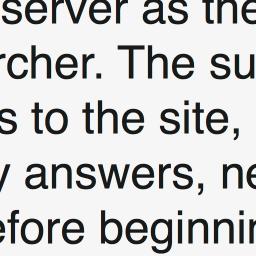 server as the
rcher. The su
s to the site,
y answers, ne
efore beginnin